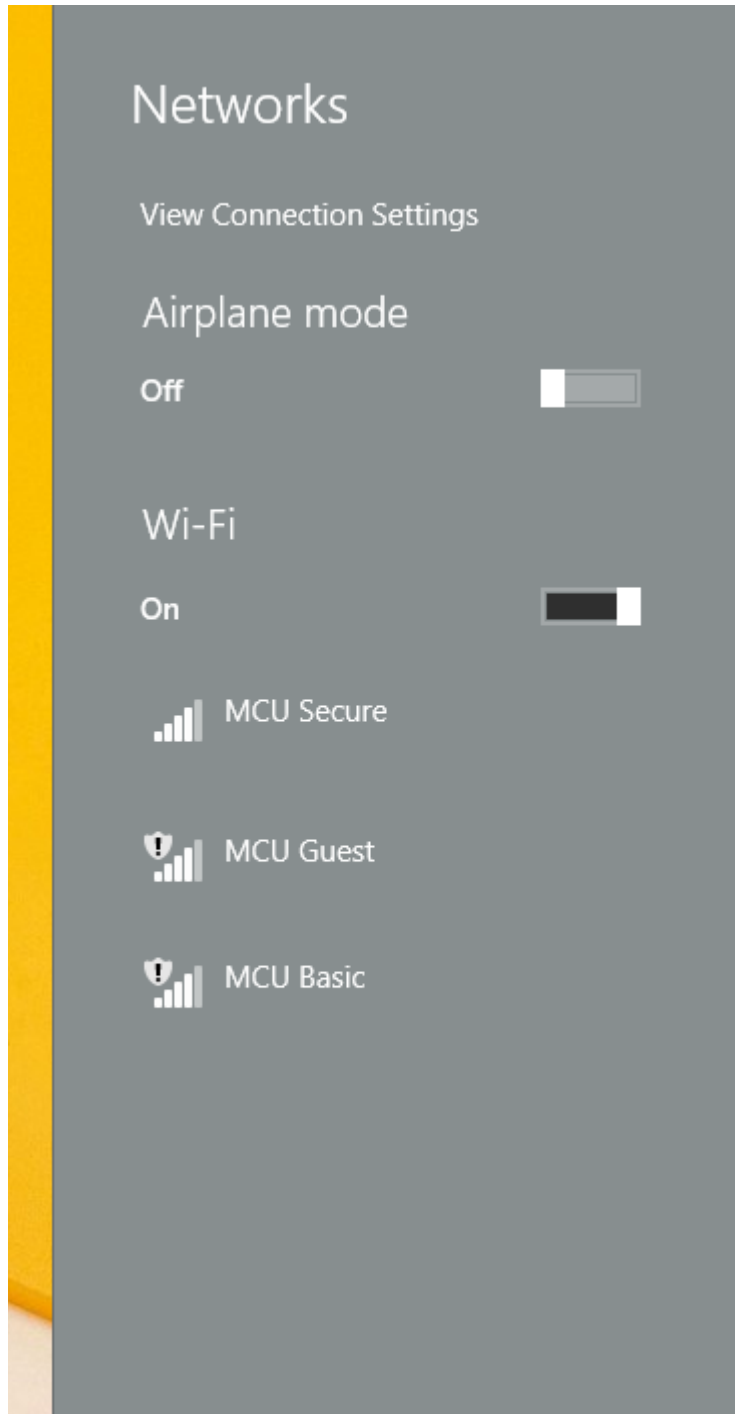 Networks
View Connection Settings
Airplane mode
Off
Wi-Fi
On
MCU Secure
MCU Guest
MCU Basic